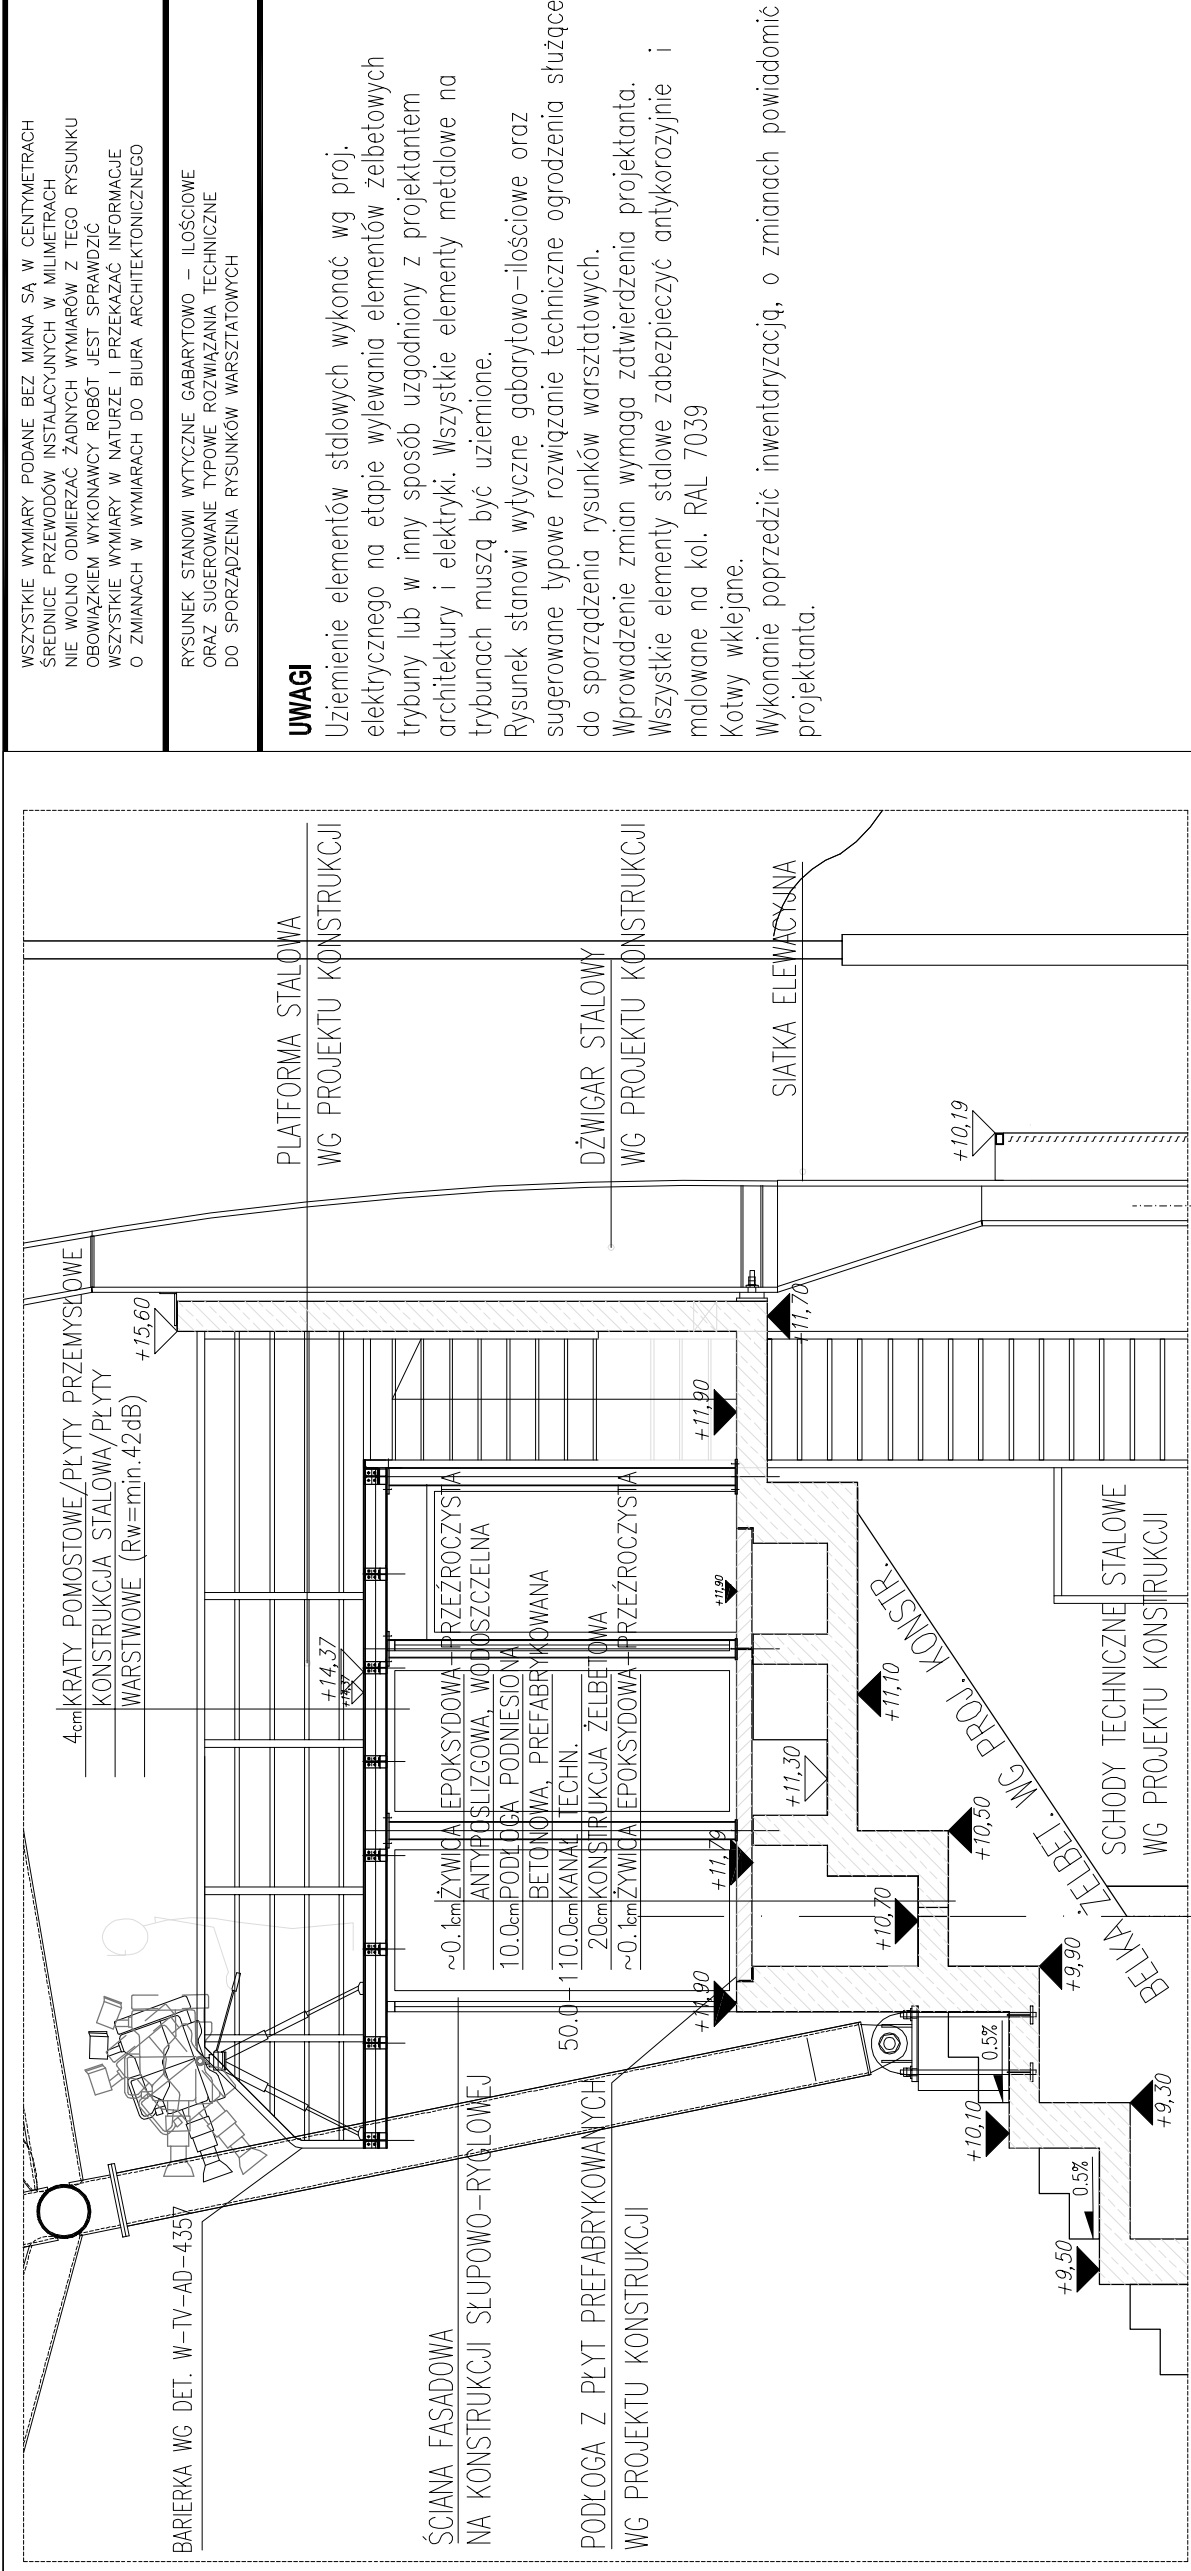 WSZYSTKIE WYMIARY PODANE BEZ MIANA SĄ W CENTYMETRACH
ŚREDNICE PRZEWODÓW INSTALACYJNYCH W MILIMETRACH
NIE WOLNO ODMIERZAĆ ŻADNYCH WYMIARÓW Z TEGO RYSUNKU
OBOWIĄZKIEM WYKONAWCY ROBÓT JEST SPRAWDZIĆ
WSZYSTKIE WYMIARY W NATURZE I PRZEKAZAĆ INFORMACJE
O ZMIANACH W WYMIARACH DO BIURA ARCHITEKTONICZNEGO
RYSUNEK STANOWI WYTYCZNE GABARYTOWO – ILOŚCIOWE
ORAZ SUGEROWANE TYPOWE ROZWIĄZANIA TECHNICZNE
DO SPORZĄDZENIA RYSUNKÓW WARSZTATOWYCH
UWAGI
Uziemienie elementów stalowych wykonać wg proj.
elektrycznego na etapie wylewania elementów żelbetowych
trybuny lub w inny sposób uzgodniony z projektantem
architektury i elektryki. Wszystkie elementy metalowe na
trybunach muszą być uziemione.
Rysunek stanowi wytyczne gabarytowo-ilościowe oraz
sugerowane typowe rozwiązanie techniczne ogrodzenia służące
do sporządzenia rysunków warsztatowych.
Wprowadzenie zmian wymaga zatwierdzenia projektanta.
Wszystkie elementy stalowe zabezpieczyć antykorozyjnie i
malowane na kol. RAL 7039
Kotwy wklejane.
Wykonanie poprzedzić inwentaryzacją, o zmianach powiadomić
projektanta.
4cm KRATY POMOSTOWE/PŁYTY PRZEMYSŁOWE
KONSTRUKCJA STALOWA/PŁYTY
WARSTWOWE (Rw=min.42dB)
+15,60
BARIERKA WG DET. W-TV-AD-4357
PLATFORMA STALOWA
WG PROJEKTU KONSTRUKCJI
+14,37
+14,37
ŚCIANA FASADOWA
NA KONSTRUKCJI SŁUPOWO-RYGLOWEJ
~0.1cm ŻYWICA EPOKSYDOWA-PRZEŹROCZYSTA
ANTYPOSLIZGOWA, WODOSZCZELNA
10.0cm PODŁOGA PODNIESIONA
BETONOWA, PREFABRYKOWANA
50.0-110.0cm KANAŁ TECHN.
20cm KONSTRUKCJA ŻELBETOWA
~0.1cm ŻYWICA EPOKSYDOWA-PRZEŹROCZYSTA
PODŁOGA Z PŁYT PREFABRYKOWANYCH
WG PROJEKTU KONSTRUKCJI
DŹWIGAR STALOWY
WG PROJEKTU KONSTRUKCJI
SIATKA ELEWACYJNA
+11,90
+11,79
+11,90
+11,90
+11,70
+11,30
+11,10
+10,70
+10,50
+10,19
+10,10
+9,90
0.5%
+9,50
+9,30
0.5%
BELKA ŻELBET. WG PROJ. KONSTR.
SCHODY TECHNICZNE STALOWE
WG PROJEKTU KONSTRUKCJI